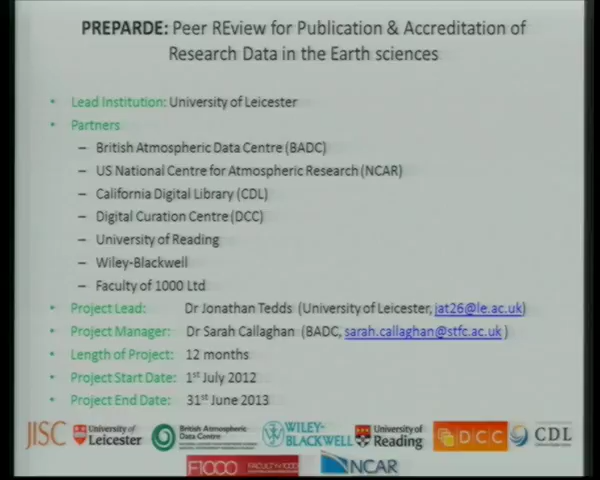 PREPARDE: Peer REview for Publication & Accreditation of
Research Data in the Earth sciences
• Lead Institution: University of Leicester
• Partners
– British Atmospheric Data Centre (BADC)
– US National Centre for Atmospheric Research (NCAR)
– California Digital Library (CDL)
– Digital Curation Centre (DCC)
– University of Reading
– Wiley-Blackwell
– Faculty of 1000 Ltd
• Project Lead: Dr Jonathan Tedds (University of Leicester, jat26@le.ac.uk)
• Project Manager: Dr Sarah Callaghan (BADC, sarah.callaghan@stfc.ac.uk )
• Length of Project: 12 months
• Project Start Date: 1st July 2012
• Project End Date: 31st June 2013
JISC University of Leicester British Atmospheric Data Centre WILEY-BLACKWELL University of Reading DCC CDL
F1000 FACULTY of 1000 NCAR